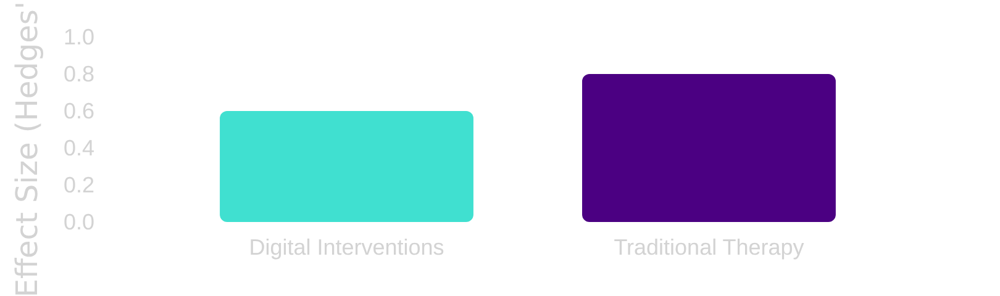 Effect Size (Hedges'
1.0
0.8
0.6
0.4
0.2
0.0
Digital Interventions
Traditional Therapy